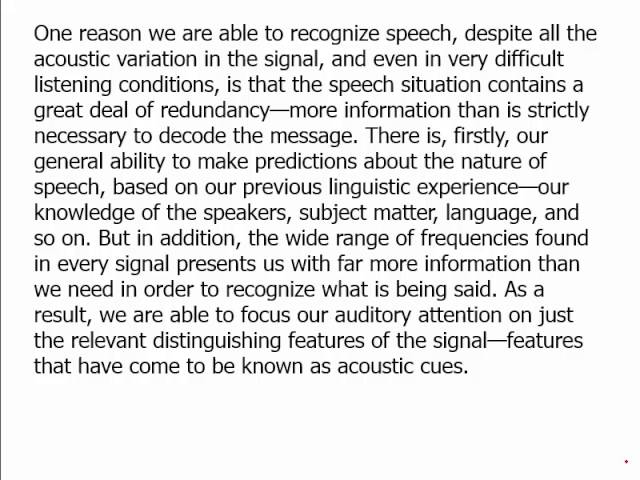 One reason we are able to recognize speech, despite all the
acoustic variation in the signal, and even in very difficult
listening conditions, is that the speech situation contains a
great deal of redundancy—more information than is strictly
necessary to decode the message. There is, firstly, our
general ability to make predictions about the nature of
speech, based on our previous linguistic experience—our
knowledge of the speakers, subject matter, language, and
so on. But in addition, the wide range of frequencies found
in every signal presents us with far more information than
we need in order to recognize what is being said. As a
result, we are able to focus our auditory attention on just
the relevant distinguishing features of the signal—features
that have come to be known as acoustic cues.